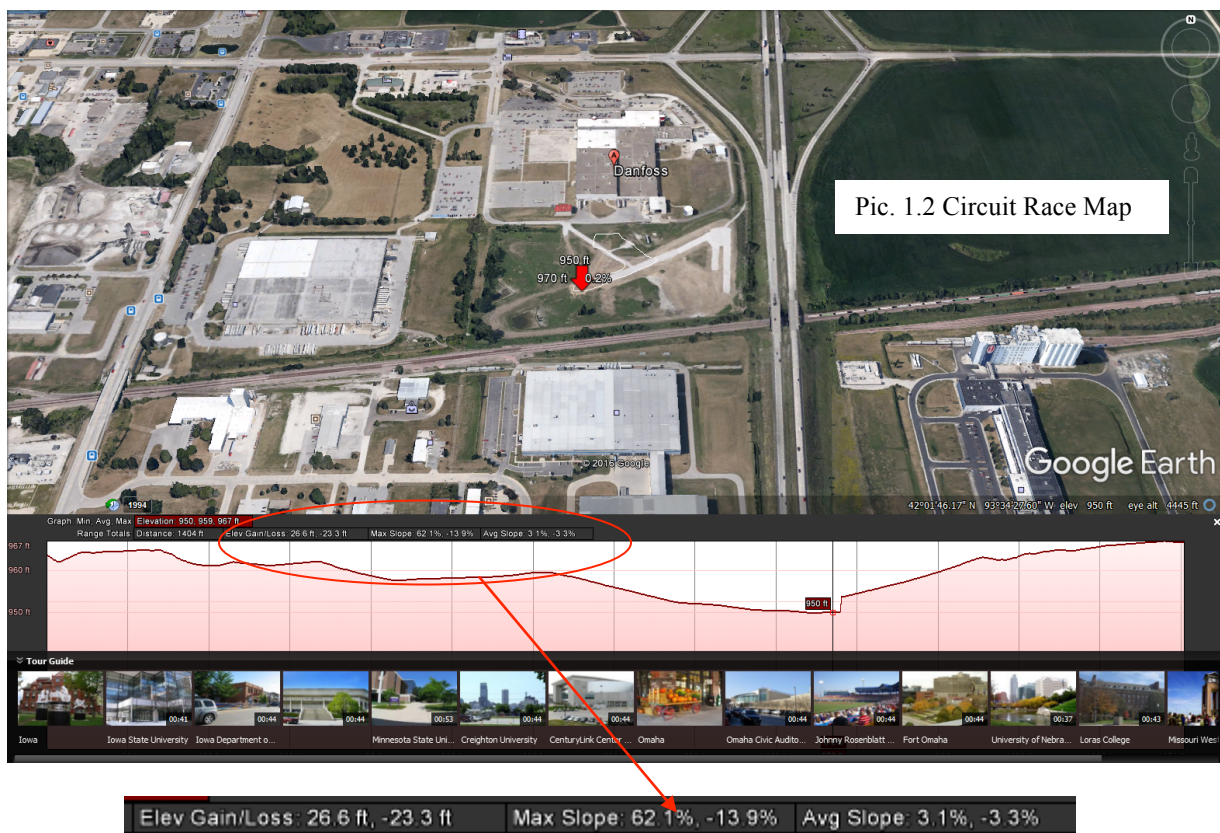 N
Danfoss
Pic. 1.2 Circuit Race Map
950 ft
970 ft 0.2%
© 2016 Google
Google Earth
1994
42°01'46.17" N 93°34'27.60" W elev 950 ft eye alt 4445 ft
Graph: Min, Avg, Max Elevation: 950, 959, 967 ft
Range Totals: Distance: 1404 ft Elev Gain/Loss: 26.6 ft, -23.3 ft Max Slope: 62.1%, -13.9% Avg Slope: 3.1%, -3.3%
967 ft
960 ft
950 ft
950 ft
Tour Guide
00:41 00:44 00:44 00:53 00:44 00:44 00:44 00:44 00:44 00:37 00:43
Iowa Iowa State University Iowa Department o... Minnesota State Uni... Creighton University CenturyLink Center ... Omaha Omaha Civic Audito... Johnny Rosenblatt ... Fort Omaha University of Nebra... Loras College Missouri West
Elev Gain/Loss: 26.6 ft, -23.3 ft Max Slope: 62.1%, -13.9% Avg Slope: 3.1%, -3.3%